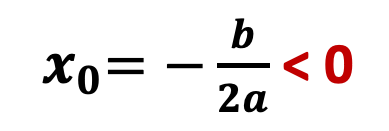 x₀ = − b/2a < 0